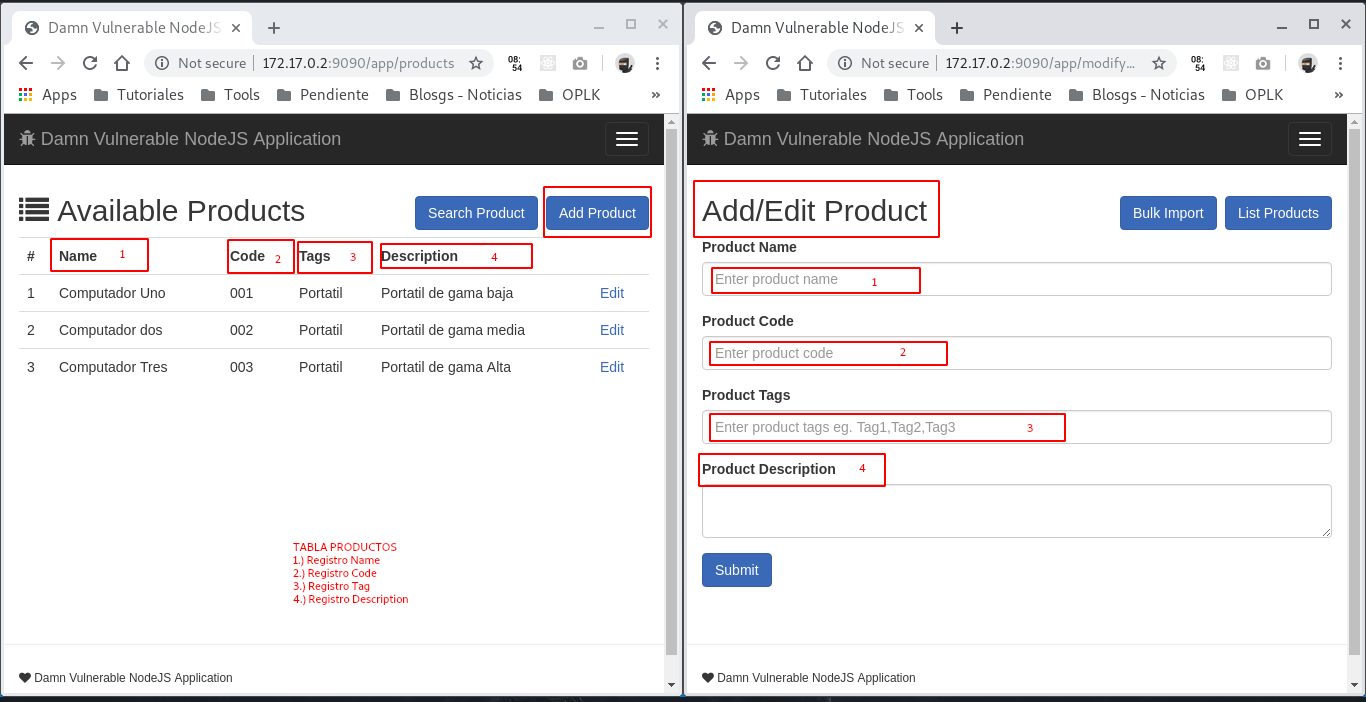 Damn Vulnerable NodeJS
Not secure | 172.17.0.2:9090/app/products
08:
54
Apps Tutoriales Tools Pendiente Blosgs - Noticias OPLK »
Damn Vulnerable NodeJS Application
Available Products
Search Product
Add Product
# Name 1 Code 2 Tags 3 Description 4
1 Computador Uno 001 Portatil Portatil de gama baja Edit
2 Computador dos 002 Portatil Portatil de gama media Edit
3 Computador Tres 003 Portatil Portatil de gama Alta Edit
TABLA PRODUCTOS
1.) Registro Name
2.) Registro Code
3.) Registro Tag
4.) Registro Description
Damn Vulnerable NodeJS Application
Damn Vulnerable NodeJS
Not secure | 172.17.0.2:9090/app/modify...
08:
54
Apps Tutoriales Tools Pendiente Blosgs - Noticias OPLK »
Damn Vulnerable NodeJS Application
Add/Edit Product
Bulk Import
List Products
Product Name
Enter product name 1
Product Code
Enter product code 2
Product Tags
Enter product tags eg. Tag1,Tag2,Tag3 3
Product Description 4
Submit
Damn Vulnerable NodeJS Application